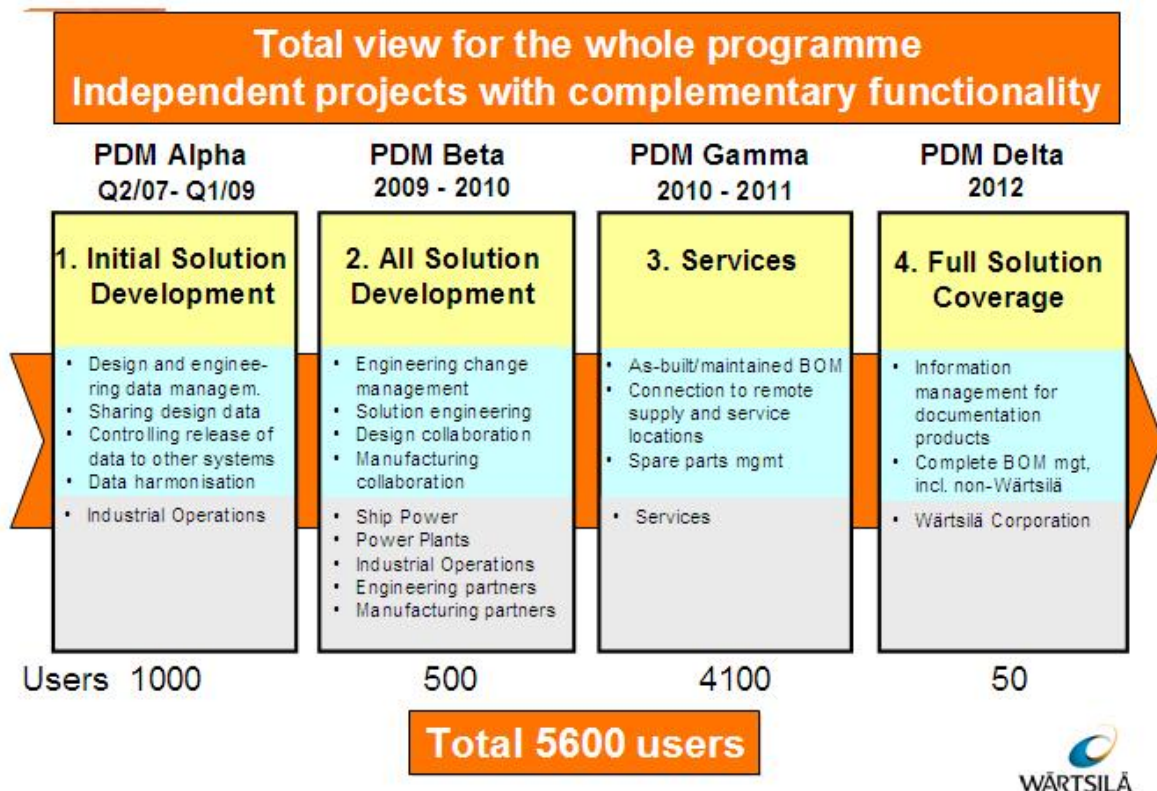 Total view for the whole programme
Independent projects with complementary functionality
PDM Alpha
Q2/07- Q1/09
1. Initial Solution
Development
• Design and enginee-
ring data managem.
• Sharing design data
• Controlling release of
data to other systems
• Data harmonisation
• Industrial Operations
PDM Beta
2009 - 2010
2. All Solution
Development
• Engineering change
management
• Solution engineering
• Design collaboration
• Manufacturing
collaboration
• Ship Power
• Power Plants
• Industrial Operations
• Engineering partners
• Manufacturing partners
PDM Gamma
2010 - 2011
3. Services
• As-built/maintained BOM
• Connection to remote
supply and service
locations
• Spare parts mgmt
• Services
PDM Delta
2012
4. Full Solution
Coverage
• Information
management for
documentation
products
• Complete BOM mgt,
incl. non-Wärtsilä
• Wärtsilä Corporation
Users 1000 500 4100 50
Total 5600 users
WÄRTSILÄ